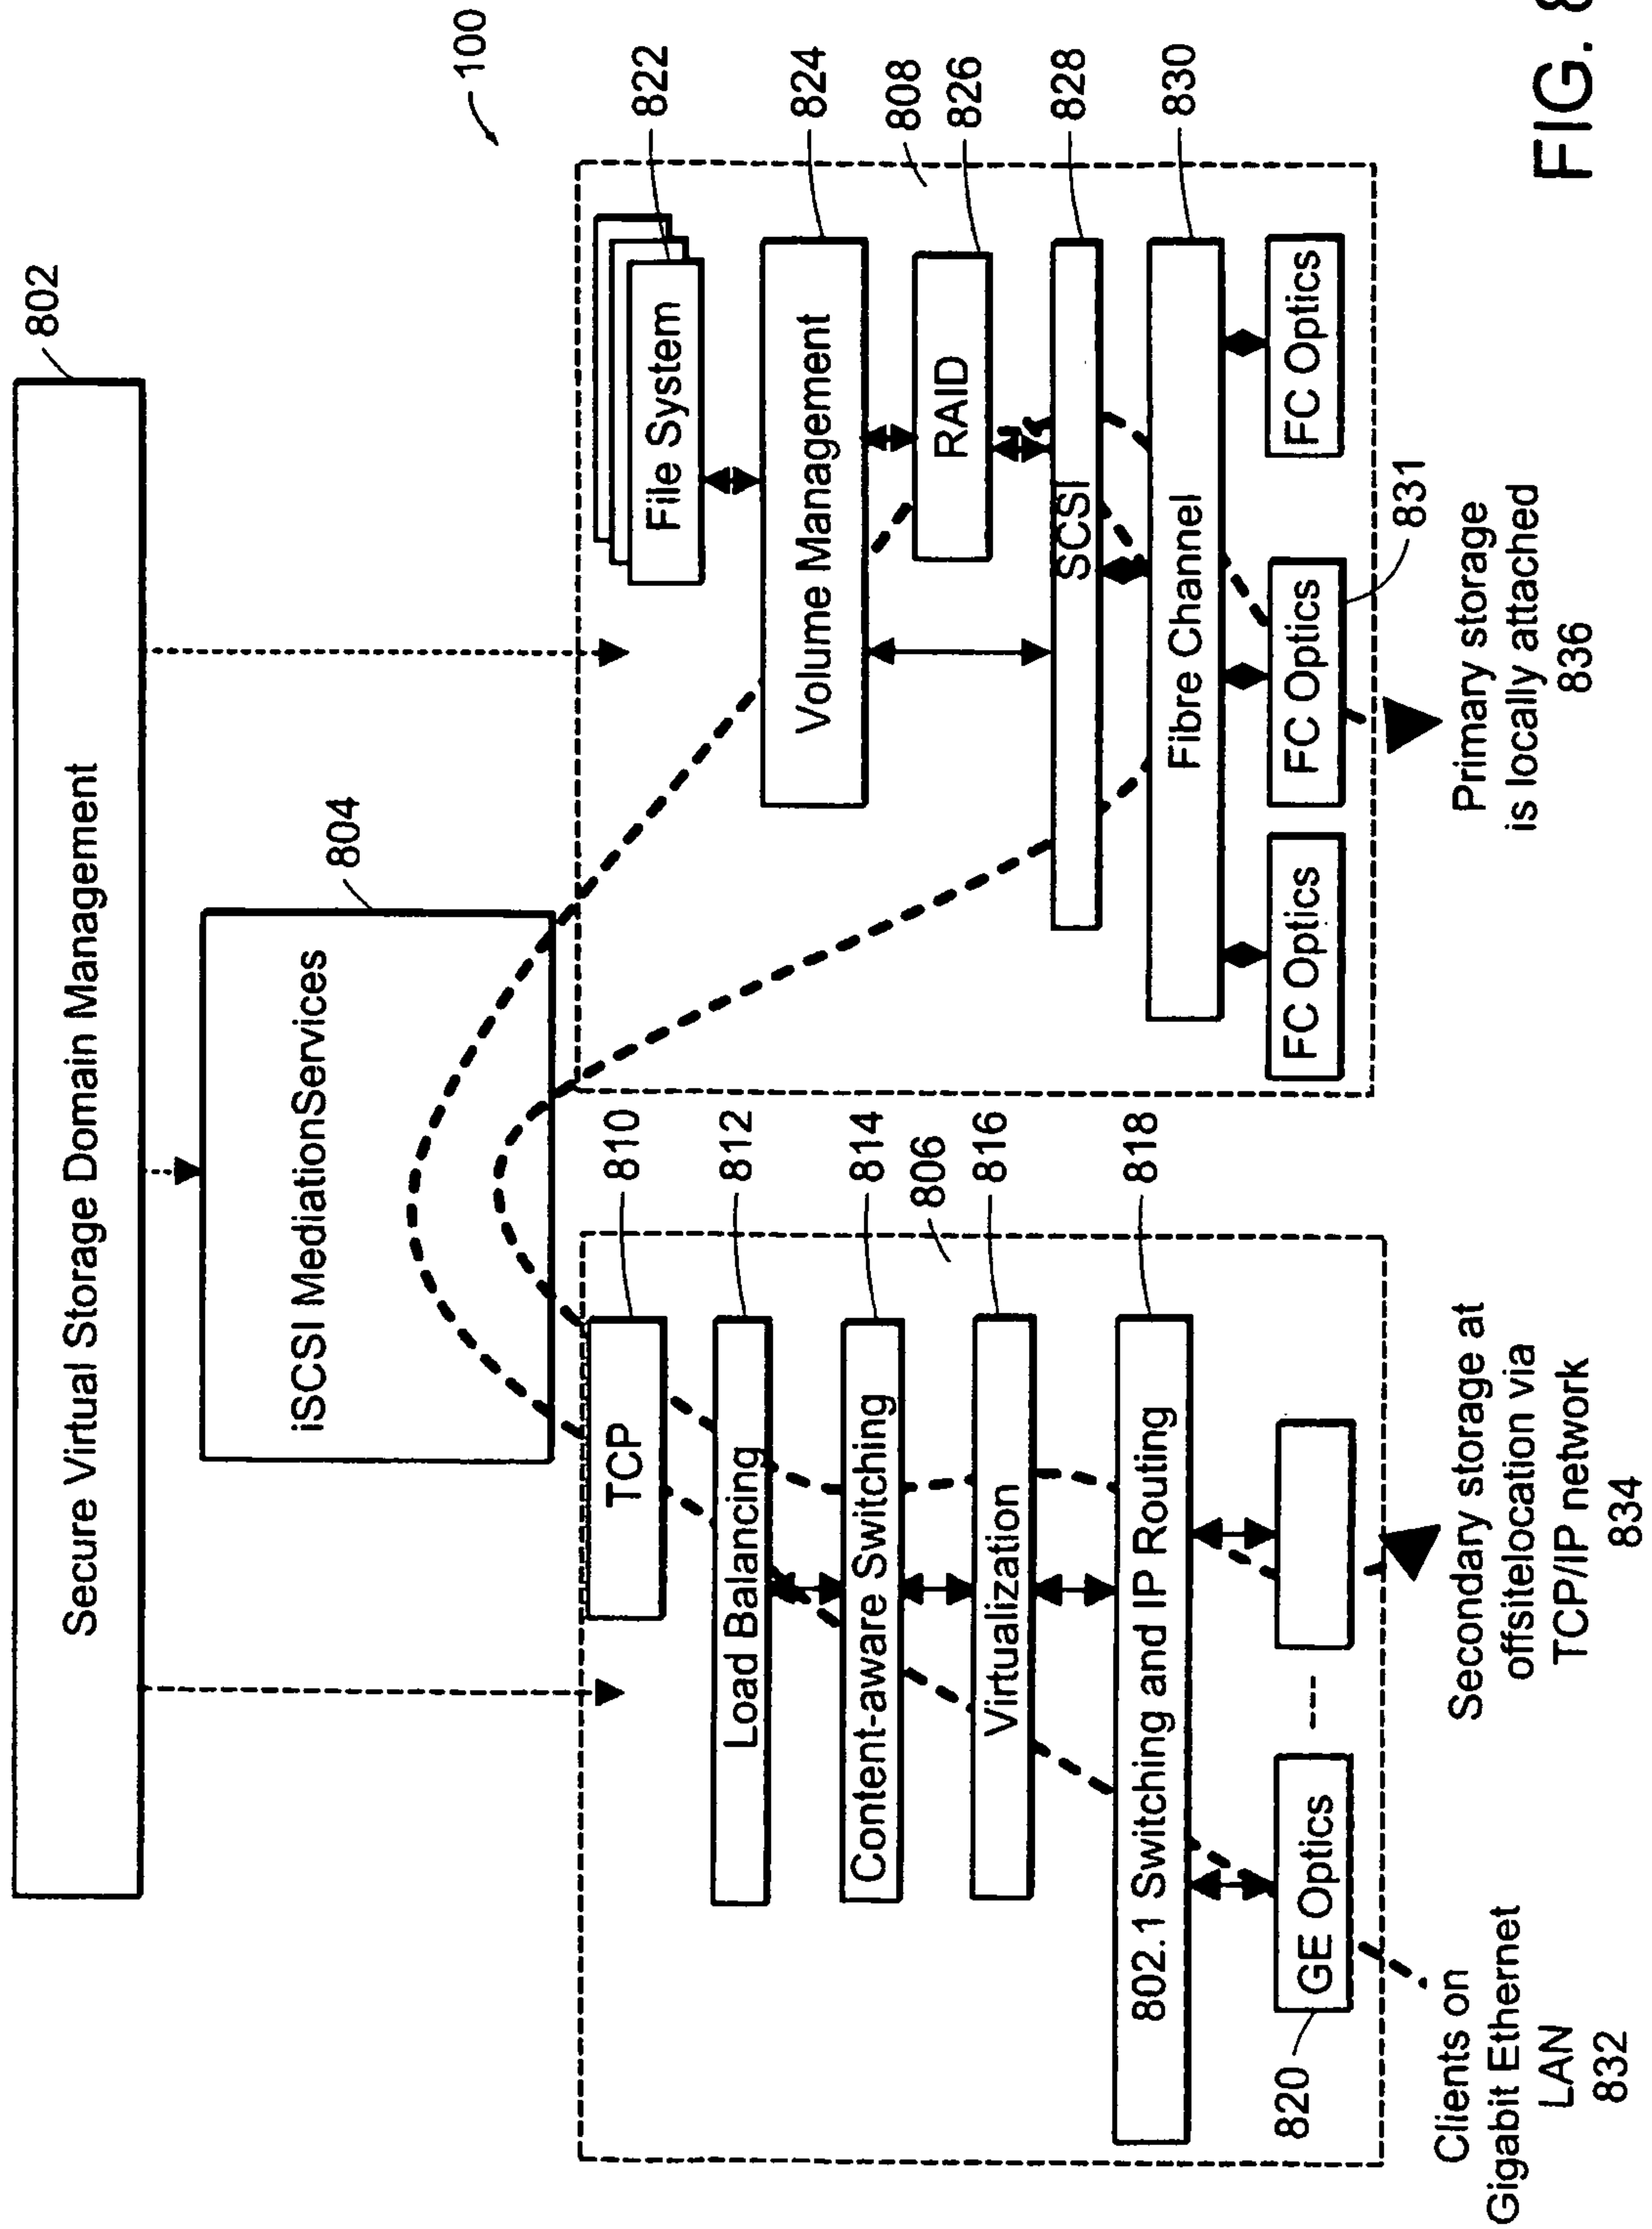 802
Secure Virtual Storage Domain Management
100
804
iSCSI MediationServices
810
TCP
812
Load Balancing
814
Content-aware Switching
806
816
Virtualization
818
802.1 Switching and IP Routing
820
GE Optics
822
File System
824
Volume Management
808
826
RAID
828
SCSI
830
Fibre Channel
FC Optics
FC Optics
FC Optics
831
Clients on
Gigabit Ethernet
LAN
832
Secondary storage at
offsitelocation via
TCP/IP network
834
Primary storage
is locally attached
836
FIG. 8